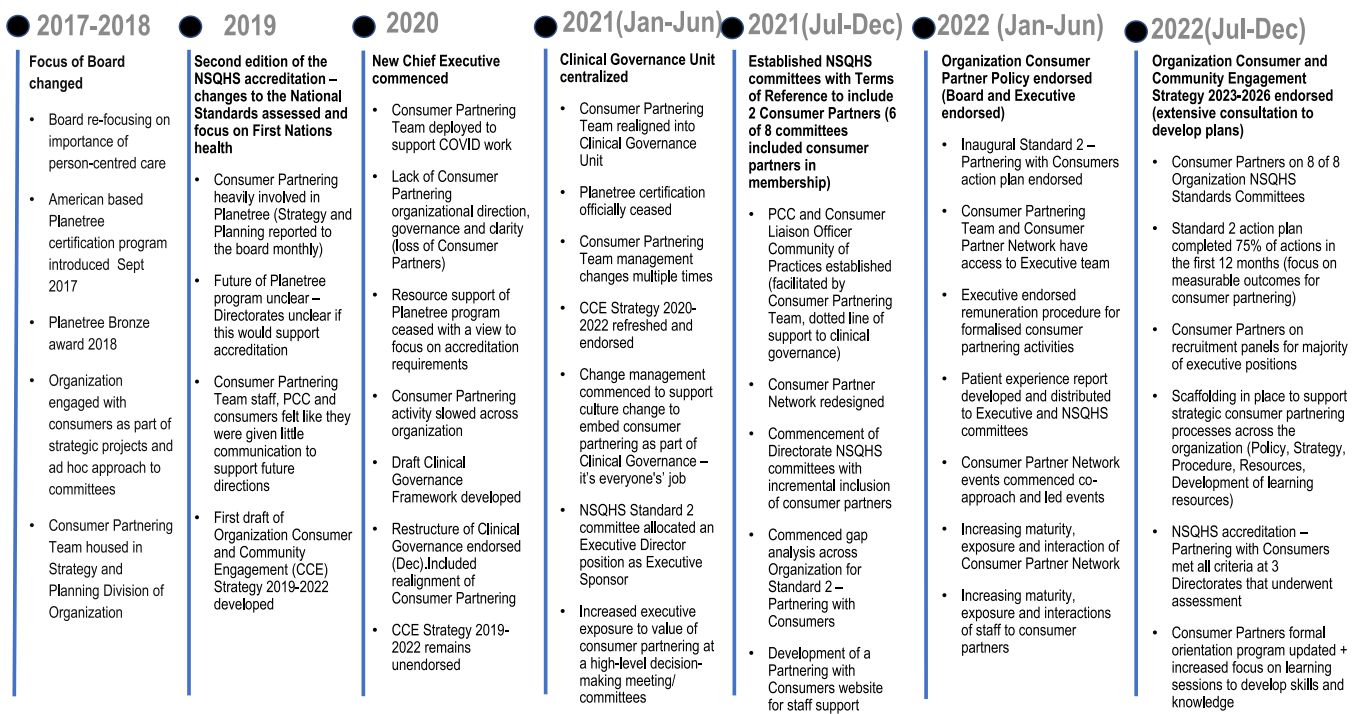 2017-2018
Focus of Board
changed
• Board re-focusing on
importance of
person-centred care
• American based
Planetree
certification program
introduced Sept
2017
• Planetree Bronze
award 2018
• Organization
engaged with
consumers as part of
strategic projects and
ad hoc approach to
committees
• Consumer Partnering
Team housed in
Strategy and
Planning Division of
Organization
2019
Second edition of the
NSQHS accreditation –
changes to the National
Standards assessed and
focus on First Nations
health
• Consumer Partnering
heavily involved in
Planetree (Strategy and
Planning reported to
the board monthly)
• Future of Planetree
program unclear –
Directorates unclear if
this would support
accreditation
• Consumer Partnering
Team staff, PCC and
consumers felt like they
were given little
communication to
support future
directions
• First draft of
Organization Consumer
and Community
Engagement (CCE)
Strategy 2019-2022
developed
2020
New Chief Executive
commenced
• Consumer Partnering
Team deployed to
support COVID work
• Lack of Consumer
Partnering
organizational direction,
governance and clarity
(loss of Consumer
Partners)
• Resource support of
Planetree program
ceased with a view to
focus on accreditation
requirements
• Consumer Partnering
activity slowed across
organization
• Draft Clinical
Governance
Framework developed
• Restructure of Clinical
Governance endorsed
(Dec).Included
realignment of
Consumer Partnering
• CCE Strategy 2019-
2022 remains
unendorsed
2021(Jan-Jun)
Clinical Governance Unit
centralized
• Consumer Partnering
Team realigned into
Clinical Governance
Unit
• Planetree certification
officially ceased
• Consumer Partnering
Team management
changes multiple times
• CCE Strategy 2020-
2022 refreshed and
endorsed
• Change management
commenced to support
culture change to
embed consumer
partnering as part of
Clinical Governance –
it's everyone's' job
• NSQHS Standard 2
committee allocated an
Executive Director
position as Executive
Sponsor
• Increased executive
exposure to value of
consumer partnering at
a high-level decision-
making meeting/
committees
2021(Jul-Dec)
Established NSQHS
committees with Terms
of Reference to include
2 Consumer Partners (6
of 8 committees
included consumer
partners in
membership)
• PCC and Consumer
Liaison Officer
Community of
Practices established
(facilitated by
Consumer Partnering
Team, dotted line of
support to clinical
governance)
• Consumer Partner
Network redesigned
• Commencement of
Directorate NSQHS
committees with
incremental inclusion
of consumer partners
• Commenced gap
analysis across
Organization for
Standard 2 –
Partnering with
Consumers
• Development of a
Partnering with
Consumers website
for staff support
2022 (Jan-Jun)
Organization Consumer
Partner Policy endorsed
(Board and Executive
endorsed)
• Inaugural Standard 2 –
Partnering with Consumers
action plan endorsed
• Consumer Partnering
Team and Consumer
Partner Network have
access to Executive team
• Executive endorsed
remuneration procedure for
formalised consumer
partnering activities
• Patient experience report
developed and distributed
to Executive and NSQHS
committees
• Consumer Partner Network
events commenced co-
approach and led events
• Increasing maturity,
exposure and interaction of
Consumer Partner Network
• Increasing maturity,
exposure and interactions
of staff to consumer
partners
2022(Jul-Dec)
Organization Consumer and
Community Engagement
Strategy 2023-2026 endorsed
(extensive consultation to
develop plans)
• Consumer Partners on 8 of 8
Organization NSQHS
Standards Committees
• Standard 2 action plan
completed 75% of actions in
the first 12 months (focus on
measurable outcomes for
consumer partnering)
• Consumer Partners on
recruitment panels for majority
of executive positions
• Scaffolding in place to support
strategic consumer partnering
processes across the
organization (Policy, Strategy,
Procedure, Resources,
Development of learning
resources)
• NSQHS accreditation –
Partnering with Consumers
met all criteria at 3
Directorates that underwent
assessment
• Consumer Partners formal
orientation program updated +
increased focus on learning
sessions to develop skills and
knowledge